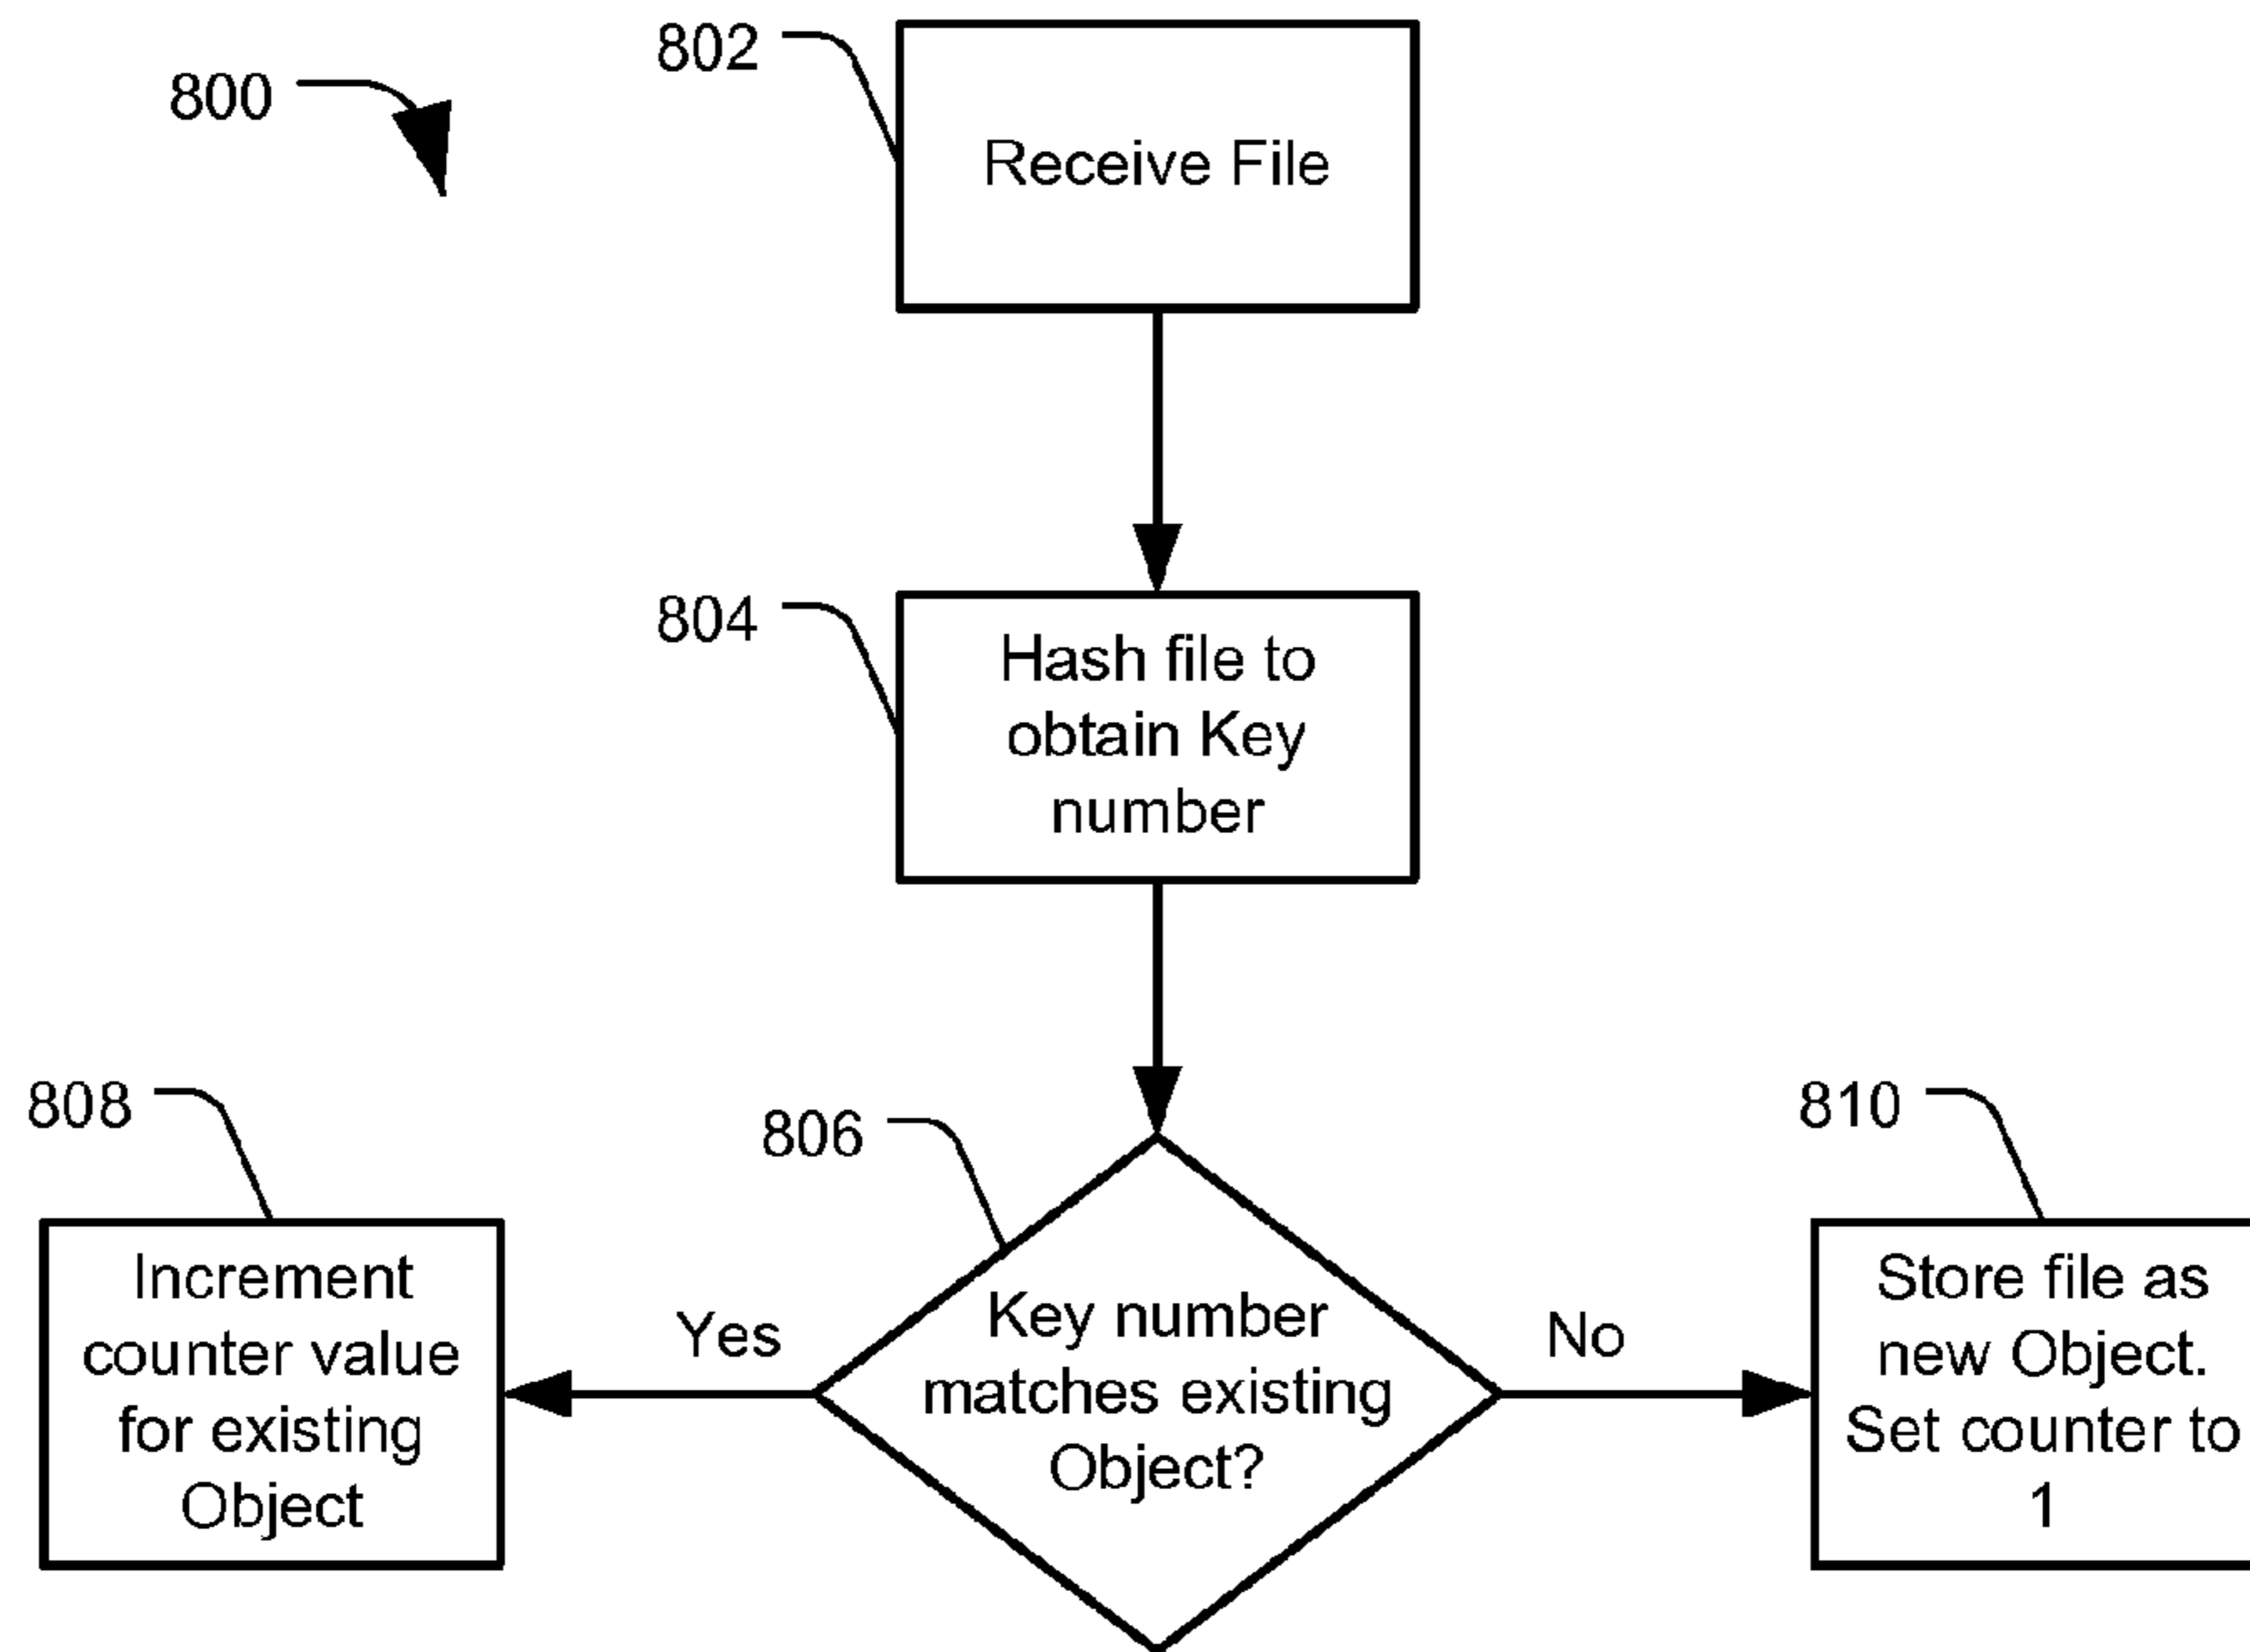 800
802
Receive File
804
Hash file to
obtain Key
number
808
Increment
counter value
for existing
Object
Yes
806
Key number
matches existing
Object?
No
810
Store file as
new Object.
Set counter to
1